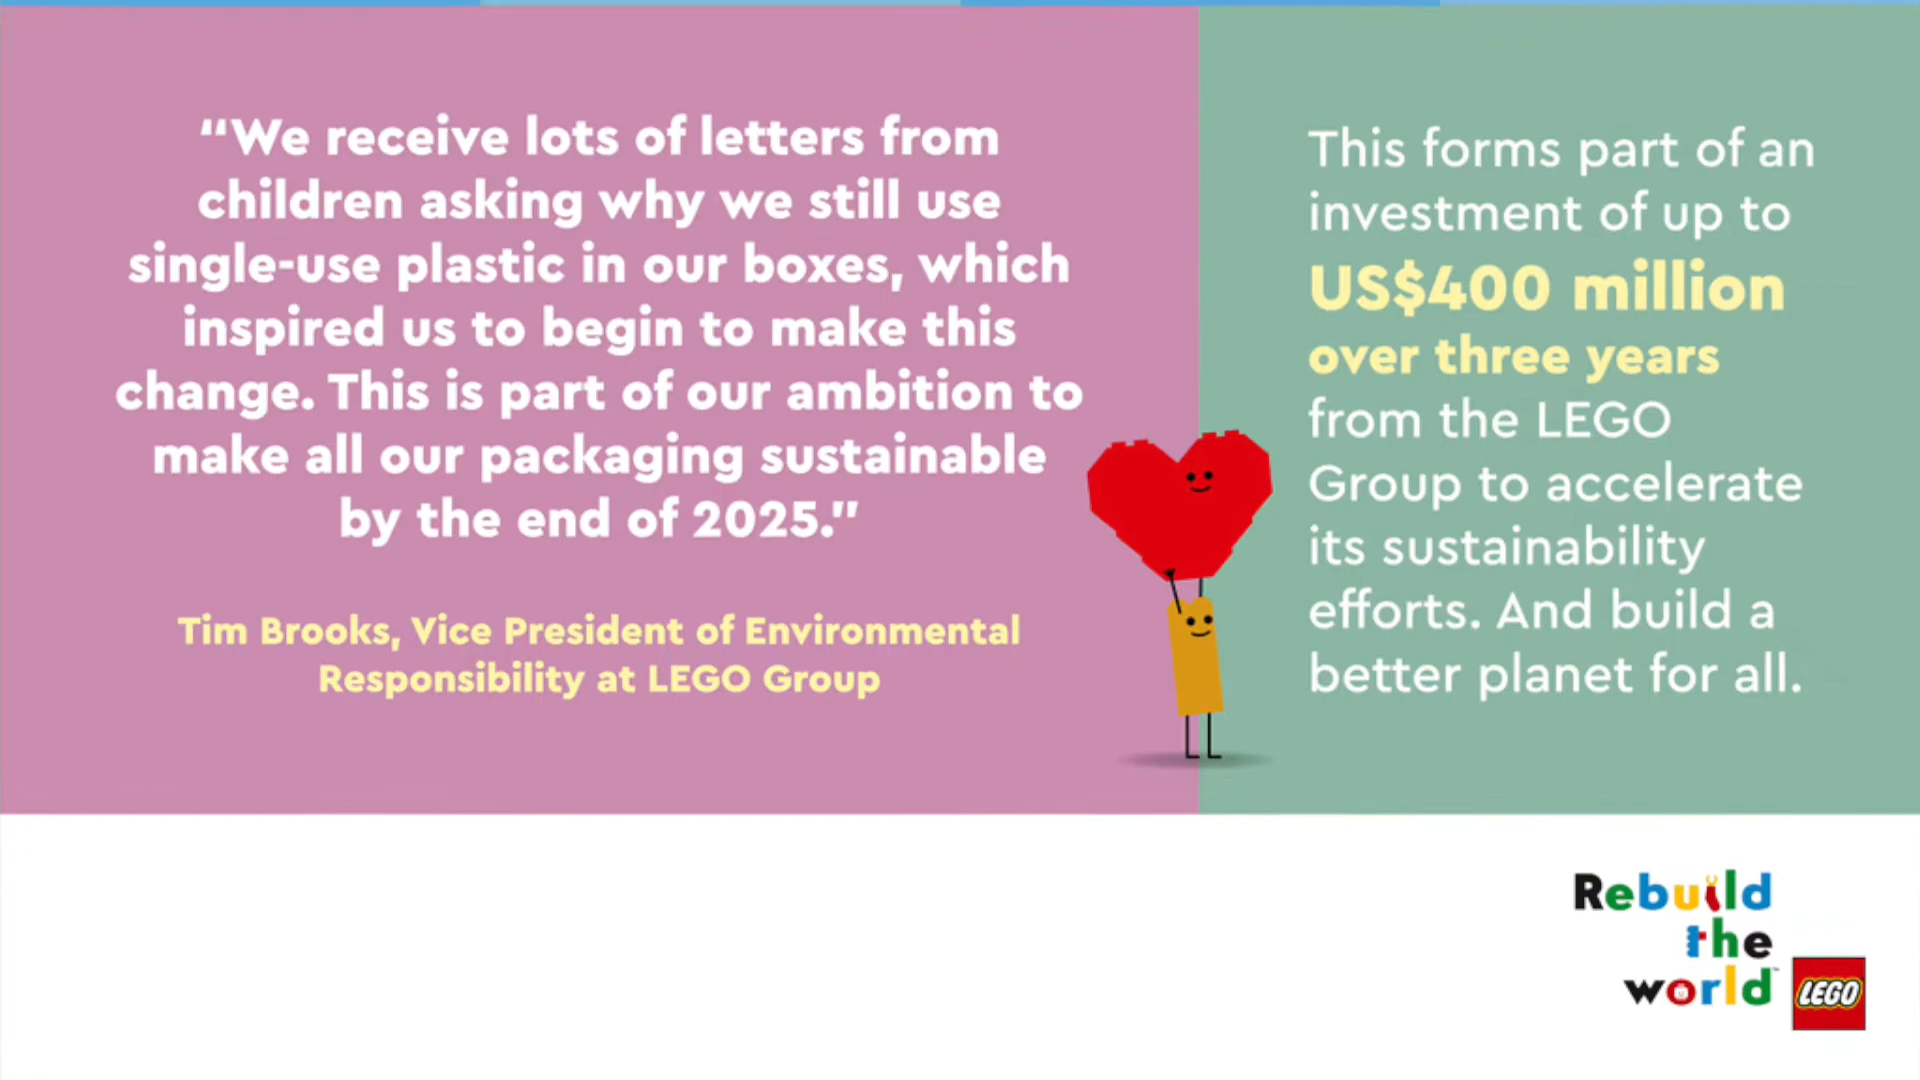 “We receive lots of letters from
children asking why we still use
single-use plastic in our boxes, which
inspired us to begin to make this
change. This is part of our ambition to
make all our packaging sustainable
by the end of 2025.”
Tim Brooks, Vice President of Environmental
Responsibility at LEGO Group
This forms part of an
investment of up to
US$400 million
over three years
from the LEGO
Group to accelerate
its sustainability
efforts. And build a
better planet for all.
Rebuild
the
world™
LEGO